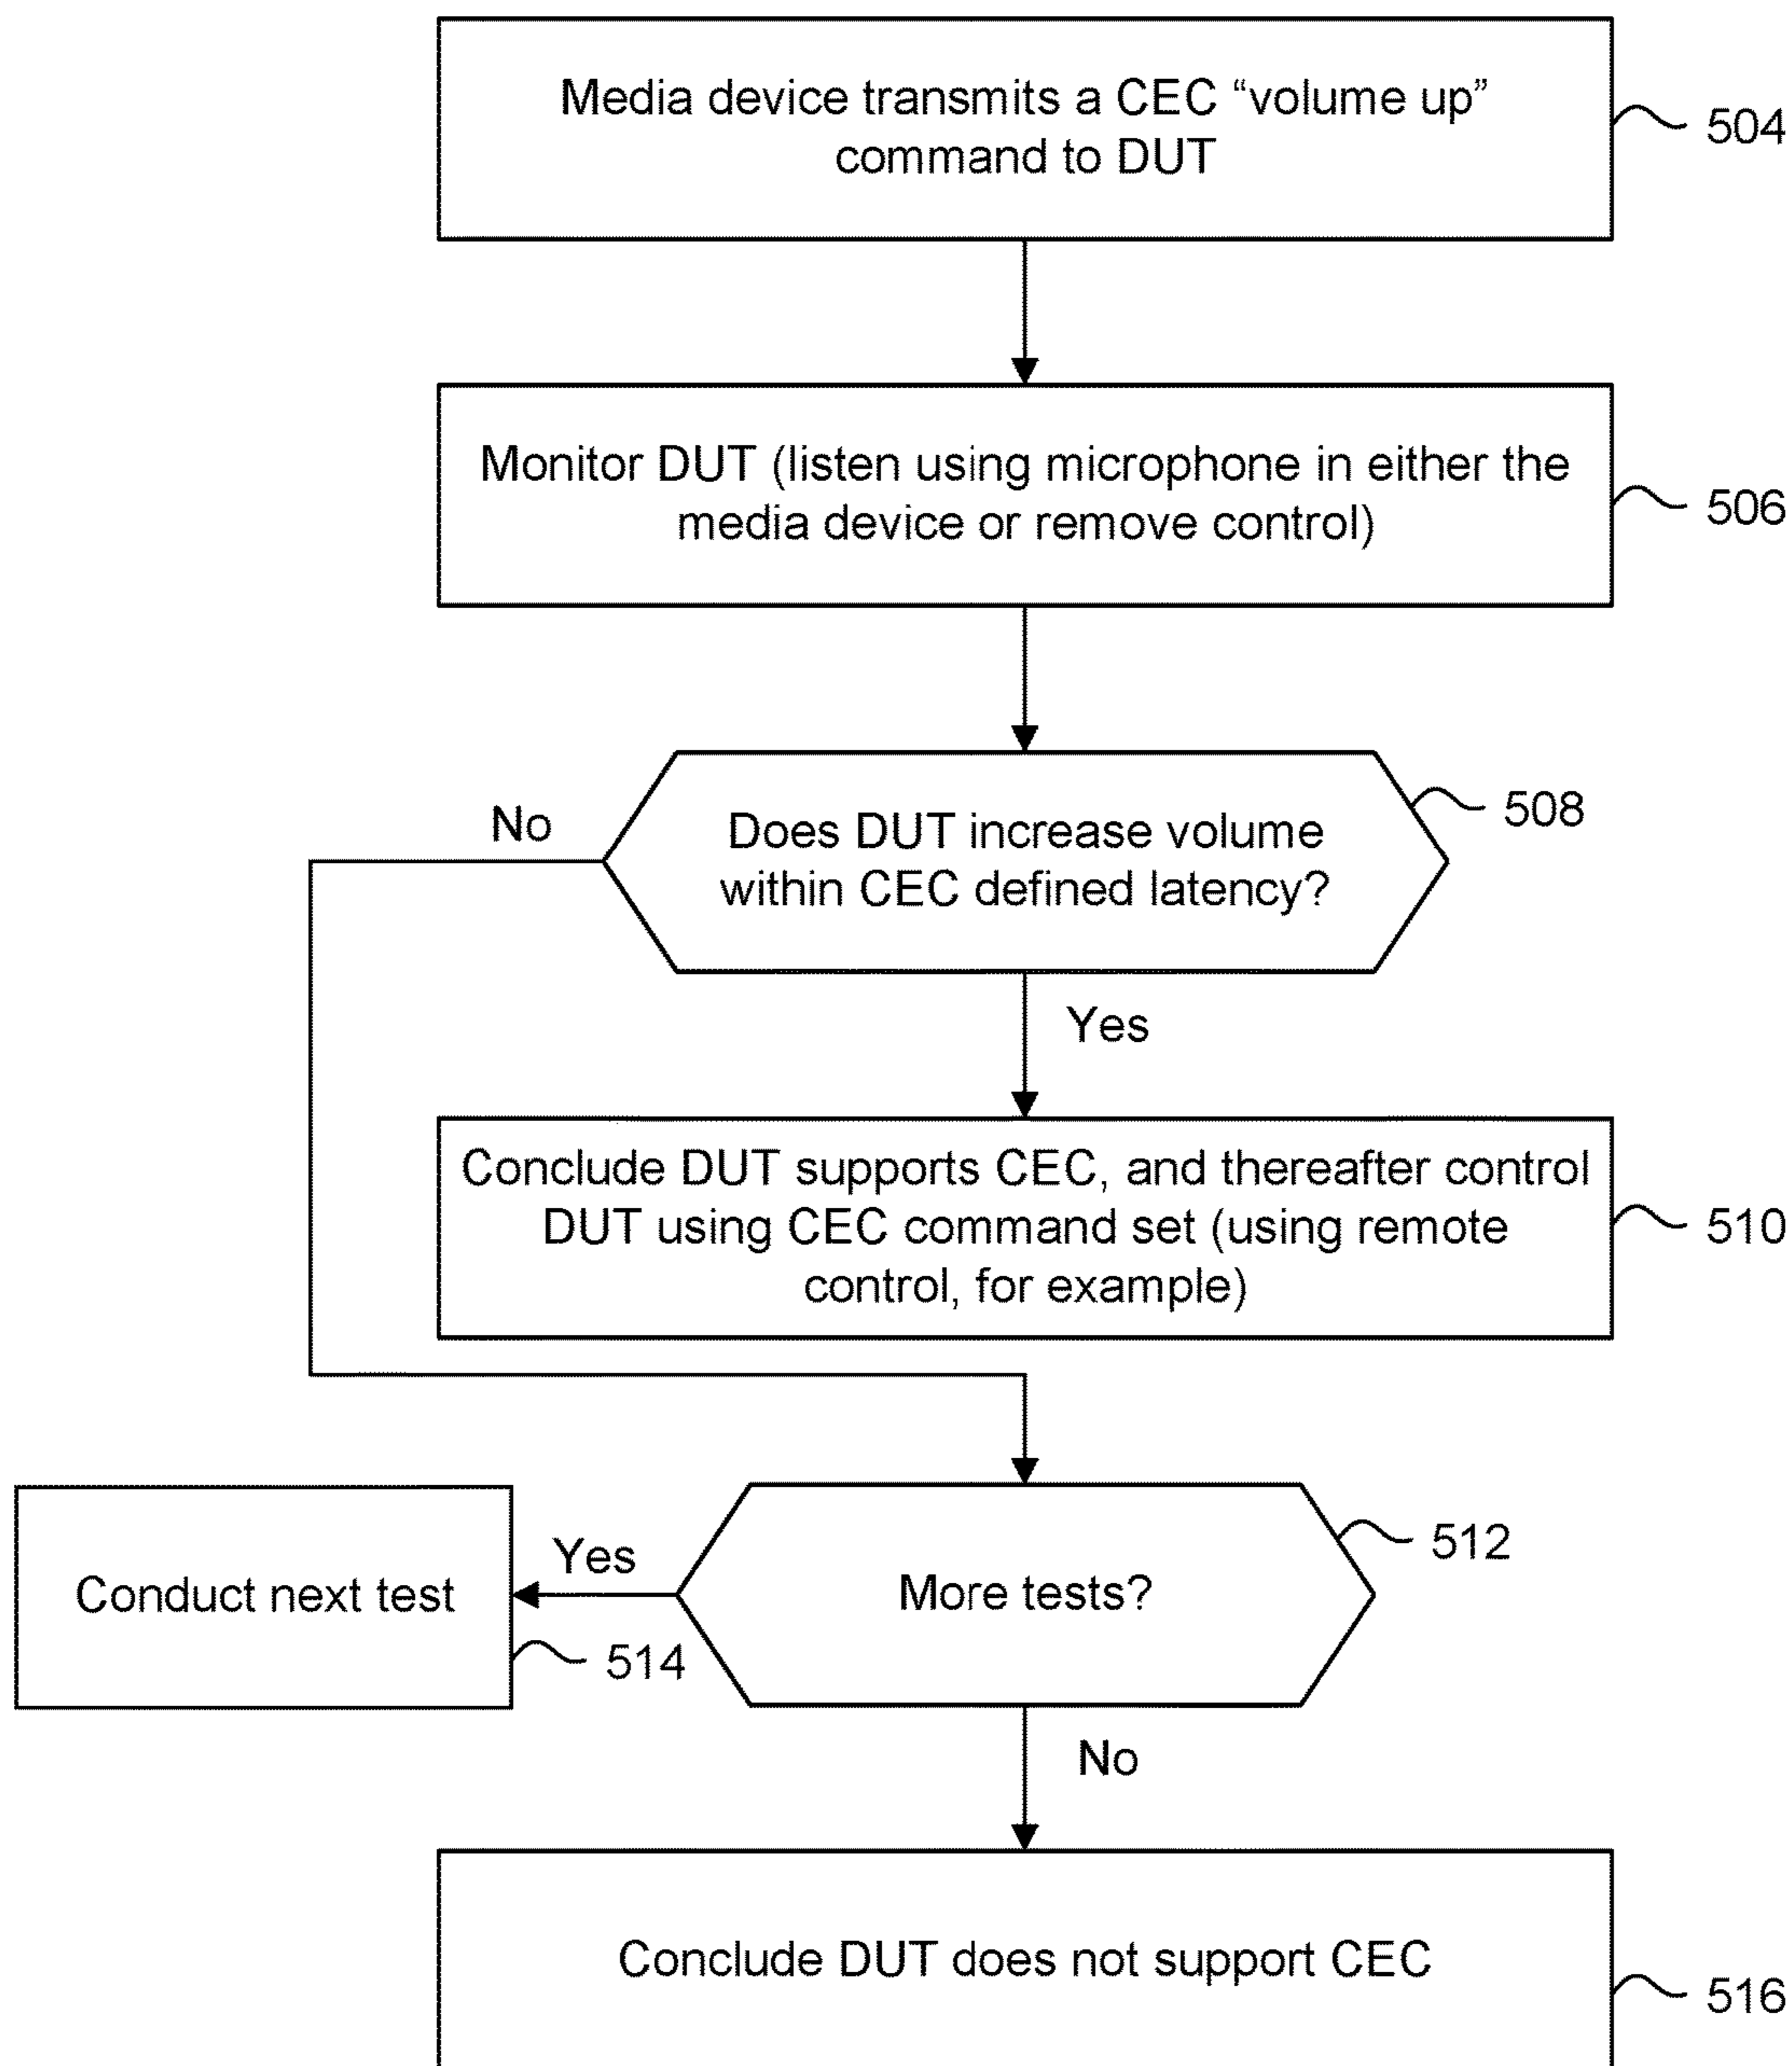 Media device transmits a CEC “volume up”
command to DUT
504
Monitor DUT (listen using microphone in either the
media device or remove control)
506
Does DUT increase volume
within CEC defined latency?
508
No
Yes
Conclude DUT supports CEC, and thereafter control
DUT using CEC command set (using remote
control, for example)
510
More tests?
512
Yes
Conduct next test
514
No
Conclude DUT does not support CEC
516